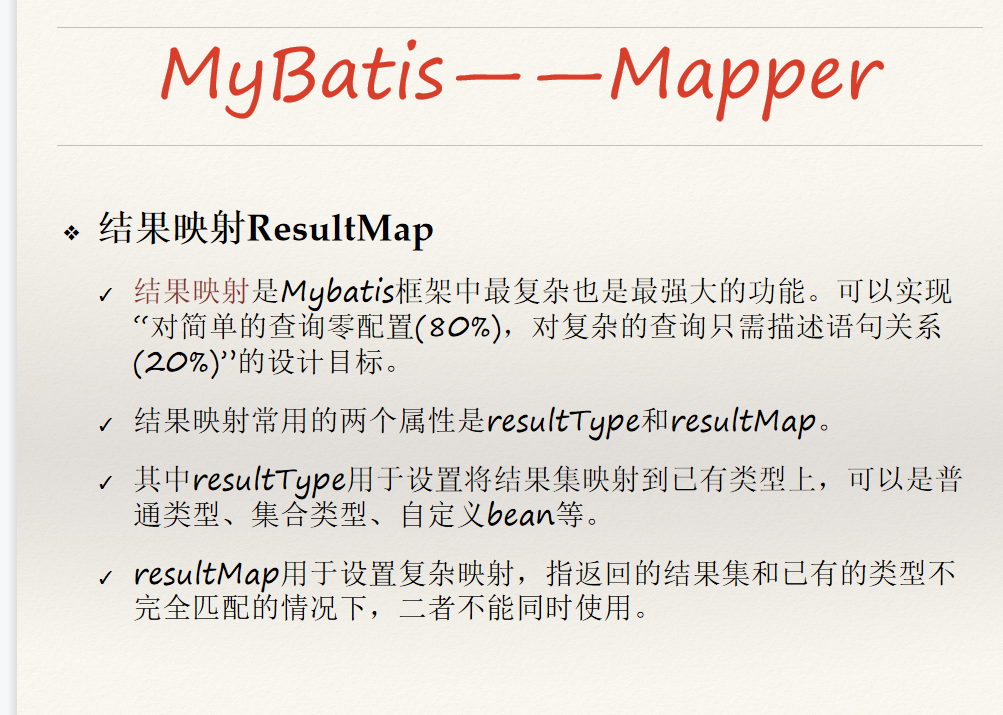 MyBatis——Mapper
❖ 结果映射ResultMap
✓ 结果映射是Mybatis框架中最复杂也是最强大的功能。可以实现
“对简单的查询零配置(80%)，对复杂的查询只需描述语句关系
(20%)”的设计目标。
✓ 结果映射常用的两个属性是resultType和resultMap。
✓ 其中resultType用于设置将结果集映射到已有类型上，可以是普
通类型、集合类型、自定义bean等。
✓ resultMap用于设置复杂映射，指返回的结果集和已有的类型不
完全匹配的情况下，二者不能同时使用。